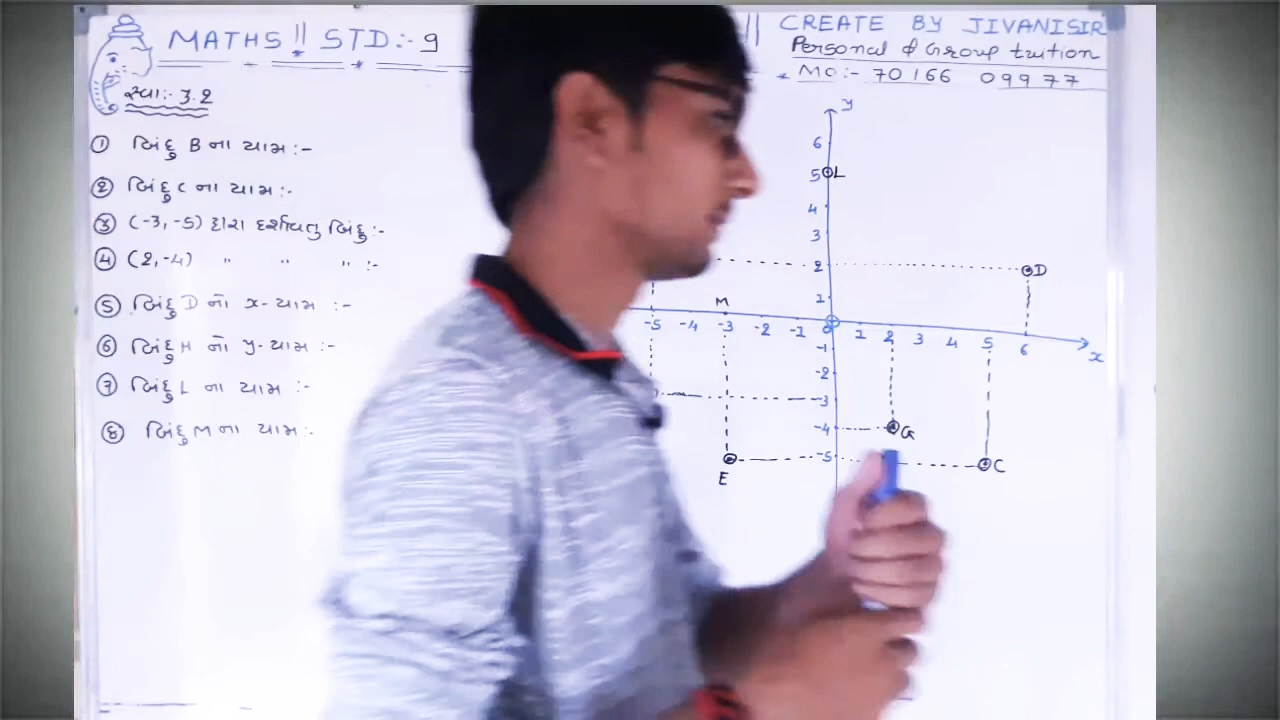 MATHS || STD:- 9
|| CREATE BY JIVANISIR
Personal & Group tuition
* Mo:- 70166 09977
સ્વા:- 3.2
① બિંદુ B ના યામ :-
② બિંદુ C ના યામ :-
③ (-3, -5) દ્વારા દર્શાવતુ બિંદુ :-
④ (2, -4) " " " :-
⑤ બિંદુ D નો x-યામ :-
⑥ બિંદુ H નો y-યામ :-
⑦ બિંદુ L ના યામ :-
⑧ બિંદુ M ના યામ :-
y
6
5 L
4
3
2 D
1
M
-5 -4 -3 -2 -1 0 1 2 3 4 5 6 x
-1
-2
-3
-4 G
-5 C
E